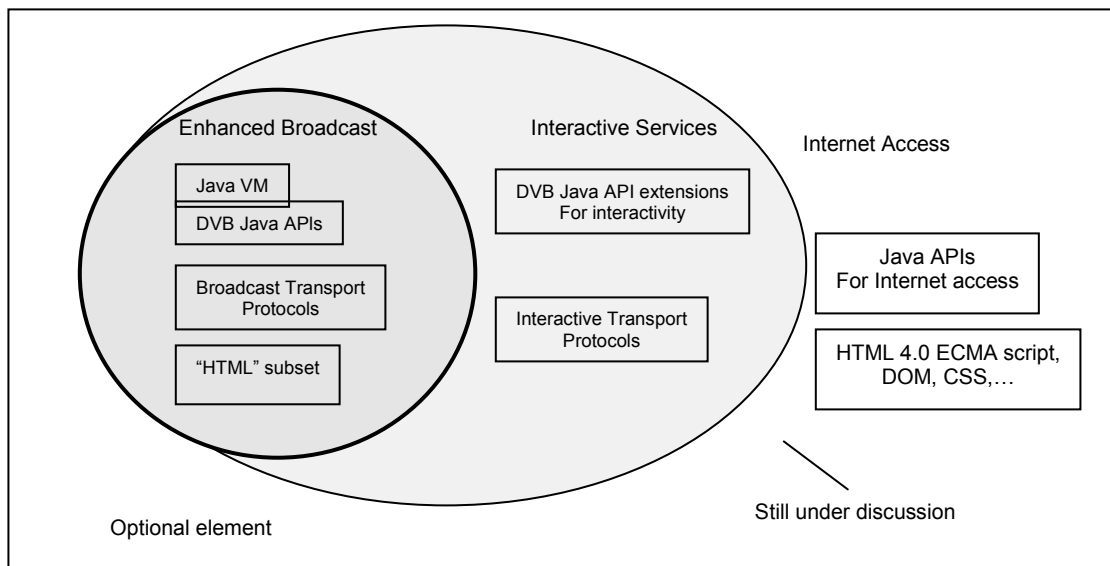 Enhanced Broadcast
Java VM
DVB Java APIs
Broadcast Transport
Protocols
“HTML” subset
Interactive Services
DVB Java API extensions
For interactivity
Interactive Transport
Protocols
Internet Access
Java APIs
For Internet access
HTML 4.0 ECMA script,
DOM, CSS,…
Still under discussion
Optional element